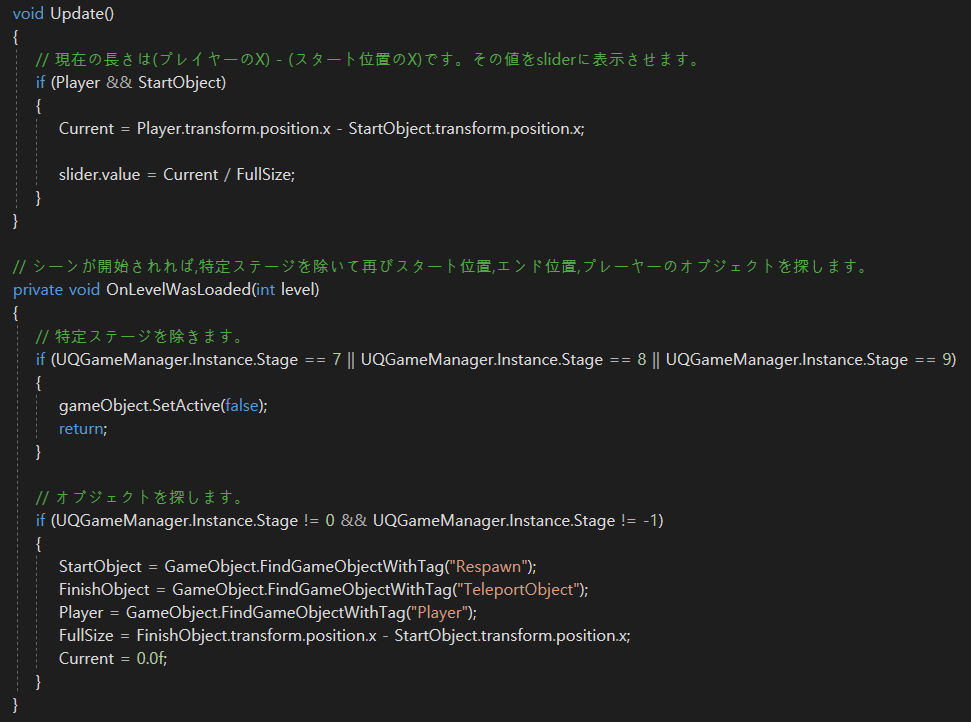 void Update()
{
// 現在の長さは(プレイヤーのX) - (スタート位置のX)です。その値をsliderに表示させます。
if (Player && StartObject)
{
Current = Player.transform.position.x - StartObject.transform.position.x;
slider.value = Current / FullSize;
}
}
// シーンが開始されれば,特定ステージを除いて再びスタート位置,エンド位置,プレーヤーのオブジェクトを探します。
private void OnLevelWasLoaded(int level)
{
// 特定ステージを除きます。
if (UQGameManager.Instance.Stage == 7 || UQGameManager.Instance.Stage == 8 || UQGameManager.Instance.Stage == 9)
{
gameObject.SetActive(false);
return;
}
// オブジェクトを探します。
if (UQGameManager.Instance.Stage != 0 && UQGameManager.Instance.Stage != -1)
{
StartObject = GameObject.FindGameObjectWithTag("Respawn");
FinishObject = GameObject.FindGameObjectWithTag("TeleportObject");
Player = GameObject.FindGameObjectWithTag("Player");
FullSize = FinishObject.transform.position.x - StartObject.transform.position.x;
Current = 0.0f;
}
}